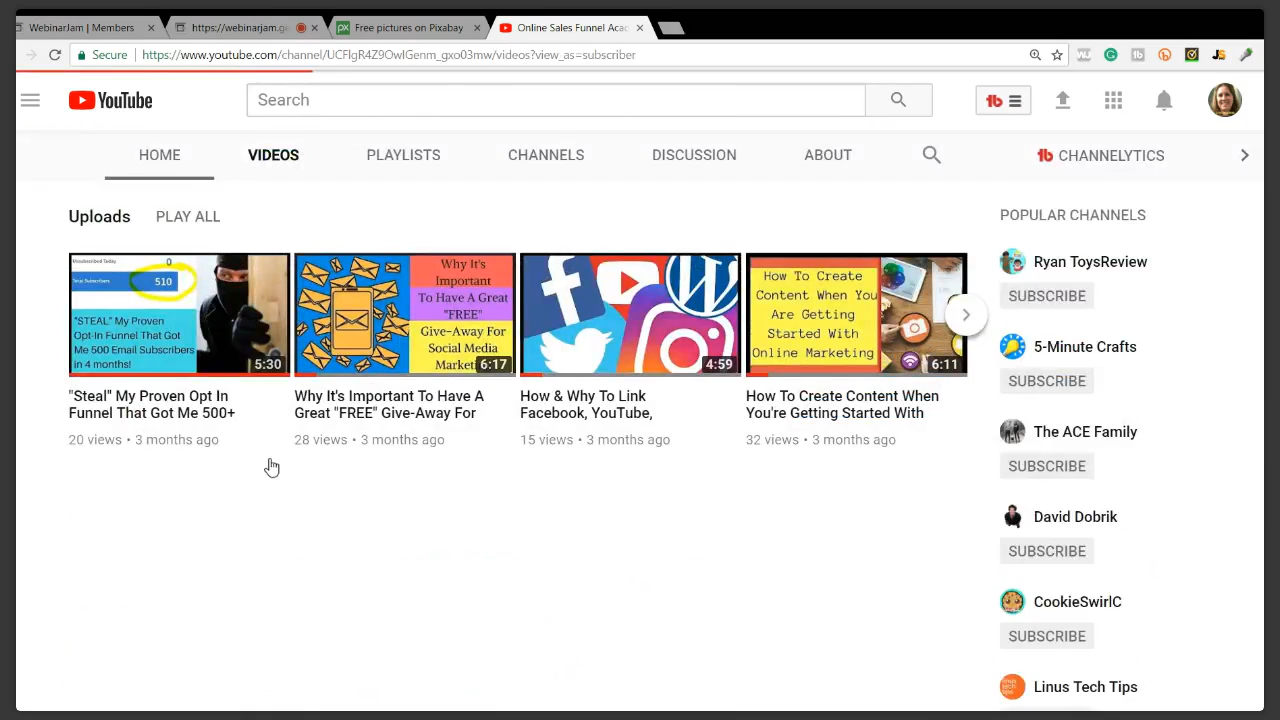 WebinarJam | Members
https://webinarjam.ge
Free pictures on Pixabay
Online Sales Funnel Aca
Secure
https://www.youtube.com/channel/UCFlgR4Z9OwlGenm_gxo03mw/videos?view_as=subscriber
YouTube
Search
HOME
VIDEOS
PLAYLISTS
CHANNELS
DISCUSSION
ABOUT
CHANNELYTICS
Uploads
PLAY ALL
Unsubscribed Today
0
Total Subscribers
510
"STEAL" My Proven
Opt-In Funnel That Got
Me 500 Email Subscribers
in 4 months!
5:30
Why It's
Important
To Have A Great
"FREE"
Give-Away For
Social Media
Marketi
6:17
4:59
How To Create
Content When You
Are Getting
Started With
Online Marketing
6:11
"Steal" My Proven Opt In
Funnel That Got Me 500+
20 views • 3 months ago
Why It's Important To Have A
Great "FREE" Give-Away For
28 views • 3 months ago
How & Why To Link
Facebook, YouTube,
15 views • 3 months ago
How To Create Content When
You're Getting Started With
32 views • 3 months ago
POPULAR CHANNELS
Ryan ToysReview
SUBSCRIBE
5-Minute Crafts
SUBSCRIBE
The ACE Family
SUBSCRIBE
David Dobrik
SUBSCRIBE
CookieSwirlC
SUBSCRIBE
Linus Tech Tips